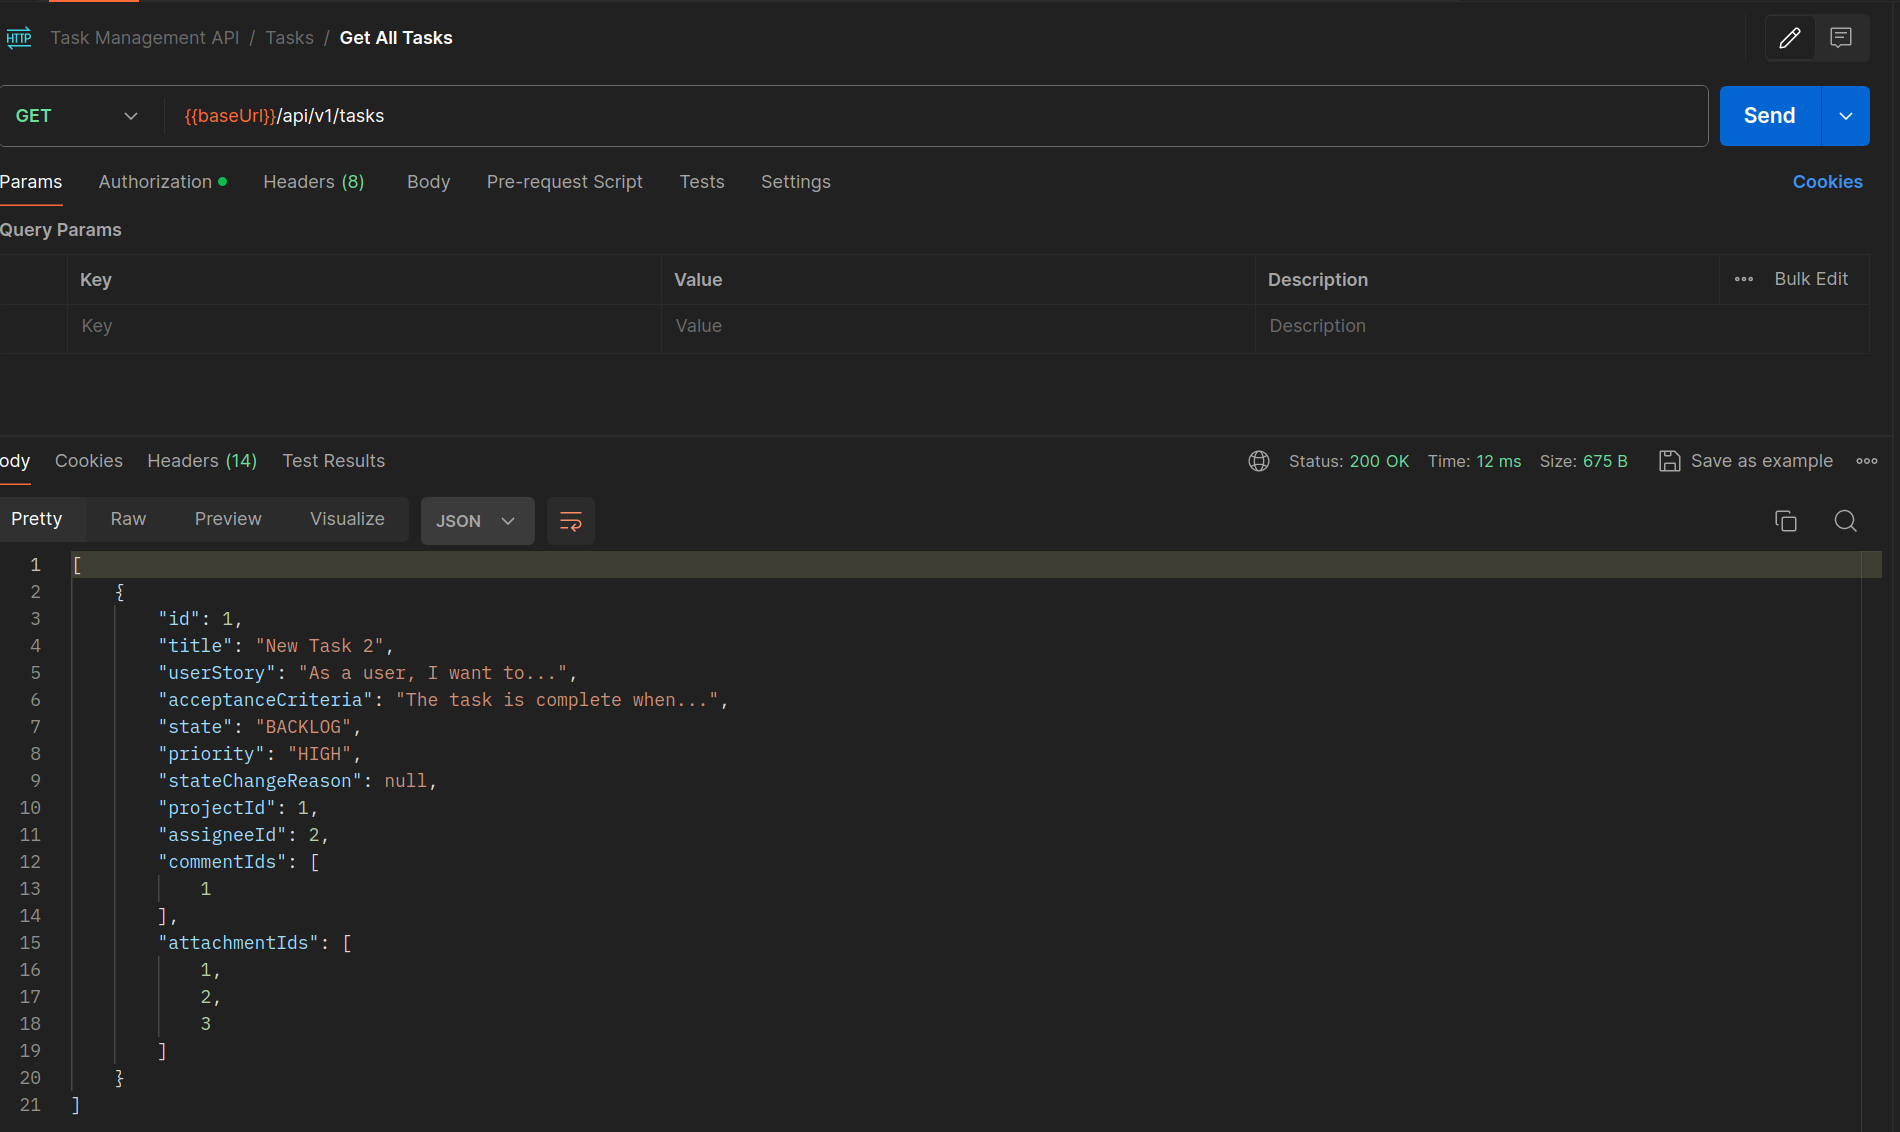 HTTP Task Management API / Tasks / Get All Tasks
GET {{baseUrl}}/api/v1/tasks Send
Params Authorization Headers (8) Body Pre-request Script Tests Settings Cookies
Query Params
Key Value Description Bulk Edit
Key Value Description
ody Cookies Headers (14) Test Results Status: 200 OK Time: 12 ms Size: 675 B Save as example
Pretty Raw Preview Visualize JSON
1 [
2 {
3 "id": 1,
4 "title": "New Task 2",
5 "userStory": "As a user, I want to...",
6 "acceptanceCriteria": "The task is complete when...",
7 "state": "BACKLOG",
8 "priority": "HIGH",
9 "stateChangeReason": null,
10 "projectId": 1,
11 "assigneeId": 2,
12 "commentIds": [
13 1
14 ],
15 "attachmentIds": [
16 1,
17 2,
18 3
19 ]
20 }
21 ]